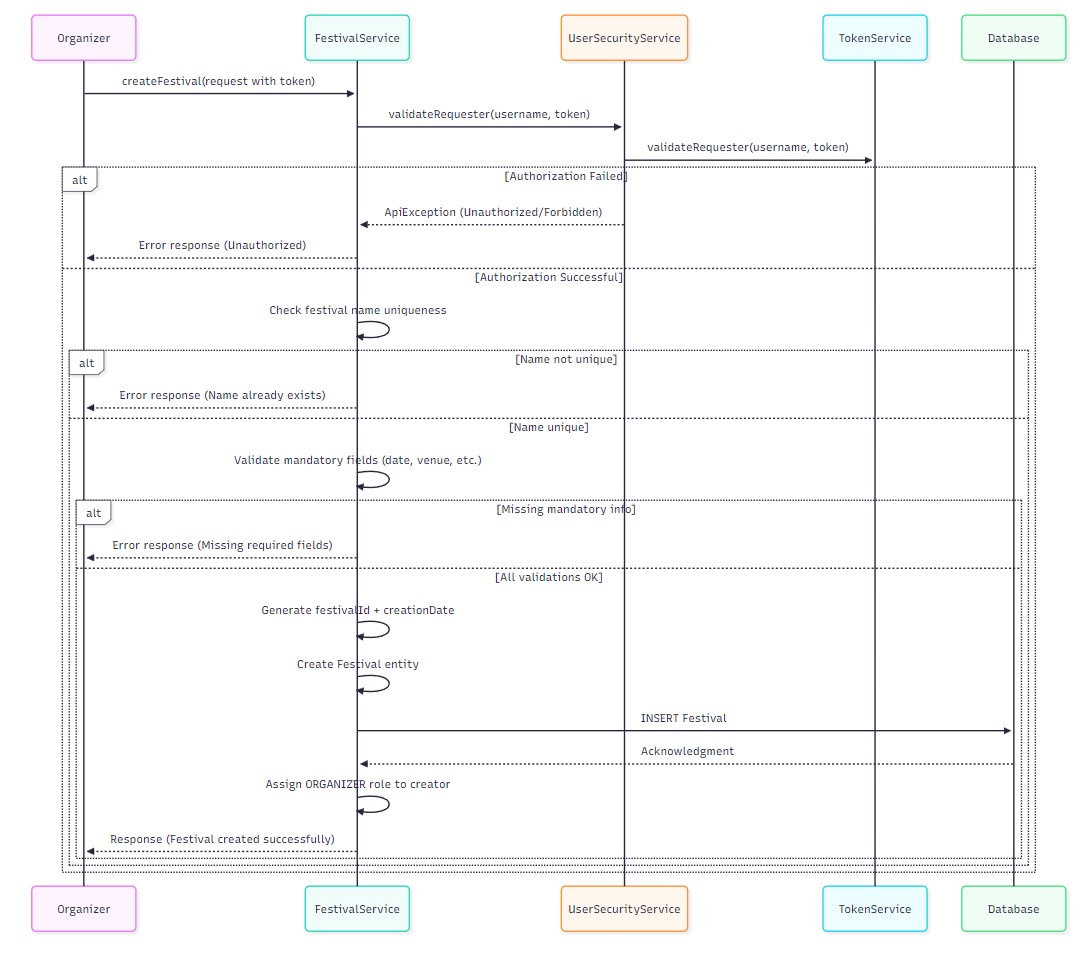 Organizer
FestivalService
UserSecurityService
TokenService
Database
createFestival(request with token)
validateRequester(username, token)
validateRequester(username, token)
alt
[Authorization Failed]
ApiException (Unauthorized/Forbidden)
Error response (Unauthorized)
[Authorization Successful]
Check festival name uniqueness
alt
[Name not unique]
Error response (Name already exists)
[Name unique]
Validate mandatory fields (date, venue, etc.)
alt
[Missing mandatory info]
Error response (Missing required fields)
[All validations OK]
Generate festivalId + creationDate
Create Festival entity
INSERT Festival
Acknowledgment
Assign ORGANIZER role to creator
Response (Festival created successfully)
Organizer
FestivalService
UserSecurityService
TokenService
Database